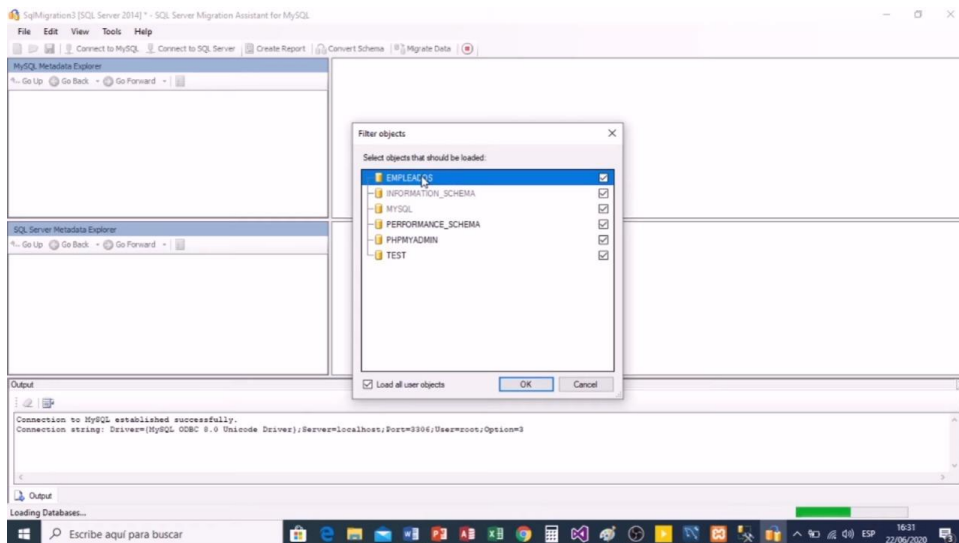 SqlMigration3 [SQL Server 2014] * - SQL Server Migration Assistant for MySQL
File Edit View Tools Help
Connect to MySQL Connect to SQL Server Create Report Convert Schema Migrate Data
MySQL Metadata Explorer
Go Up Go Back Go Forward
Filter objects
Select objects that should be loaded:
EMPLEADOS
INFORMATION_SCHEMA
MYSQL
PERFORMANCE_SCHEMA
PHPMYADMIN
TEST
Load all user objects OK Cancel
SQL Server Metadata Explorer
Go Up Go Back Go Forward
Output
Connection to MySQL established successfully.
Connection string: Driver={MySQL ODBC 8.0 Unicode Driver};Server=localhost;Port=3306;User=root;Option=3
Output
Loading Databases...
Escribe aquí para buscar
ESP
16:31
22/06/2020